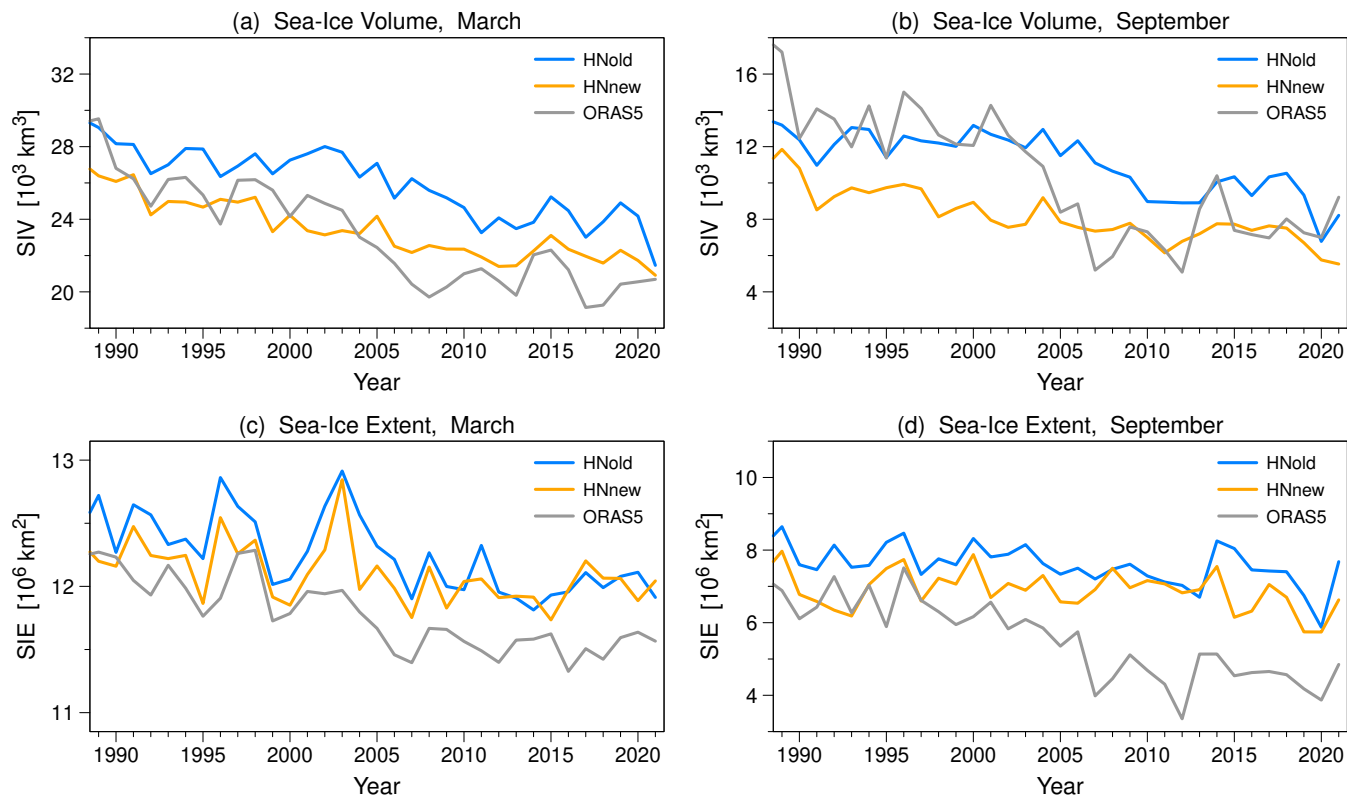 (a) Sea-Ice Volume, March
SIV [10³ km³]
32
28
24
20
HNold
HNnew
ORAS5
1990 1995 2000 2005 2010 2015 2020
Year
(b) Sea-Ice Volume, September
SIV [10³ km³]
16
12
8
4
HNold
HNnew
ORAS5
1990 1995 2000 2005 2010 2015 2020
Year
(c) Sea-Ice Extent, March
SIE [10⁶ km²]
13
12
11
HNold
HNnew
ORAS5
1990 1995 2000 2005 2010 2015 2020
Year
(d) Sea-Ice Extent, September
SIE [10⁶ km²]
10
8
6
4
HNold
HNnew
ORAS5
1990 1995 2000 2005 2010 2015 2020
Year